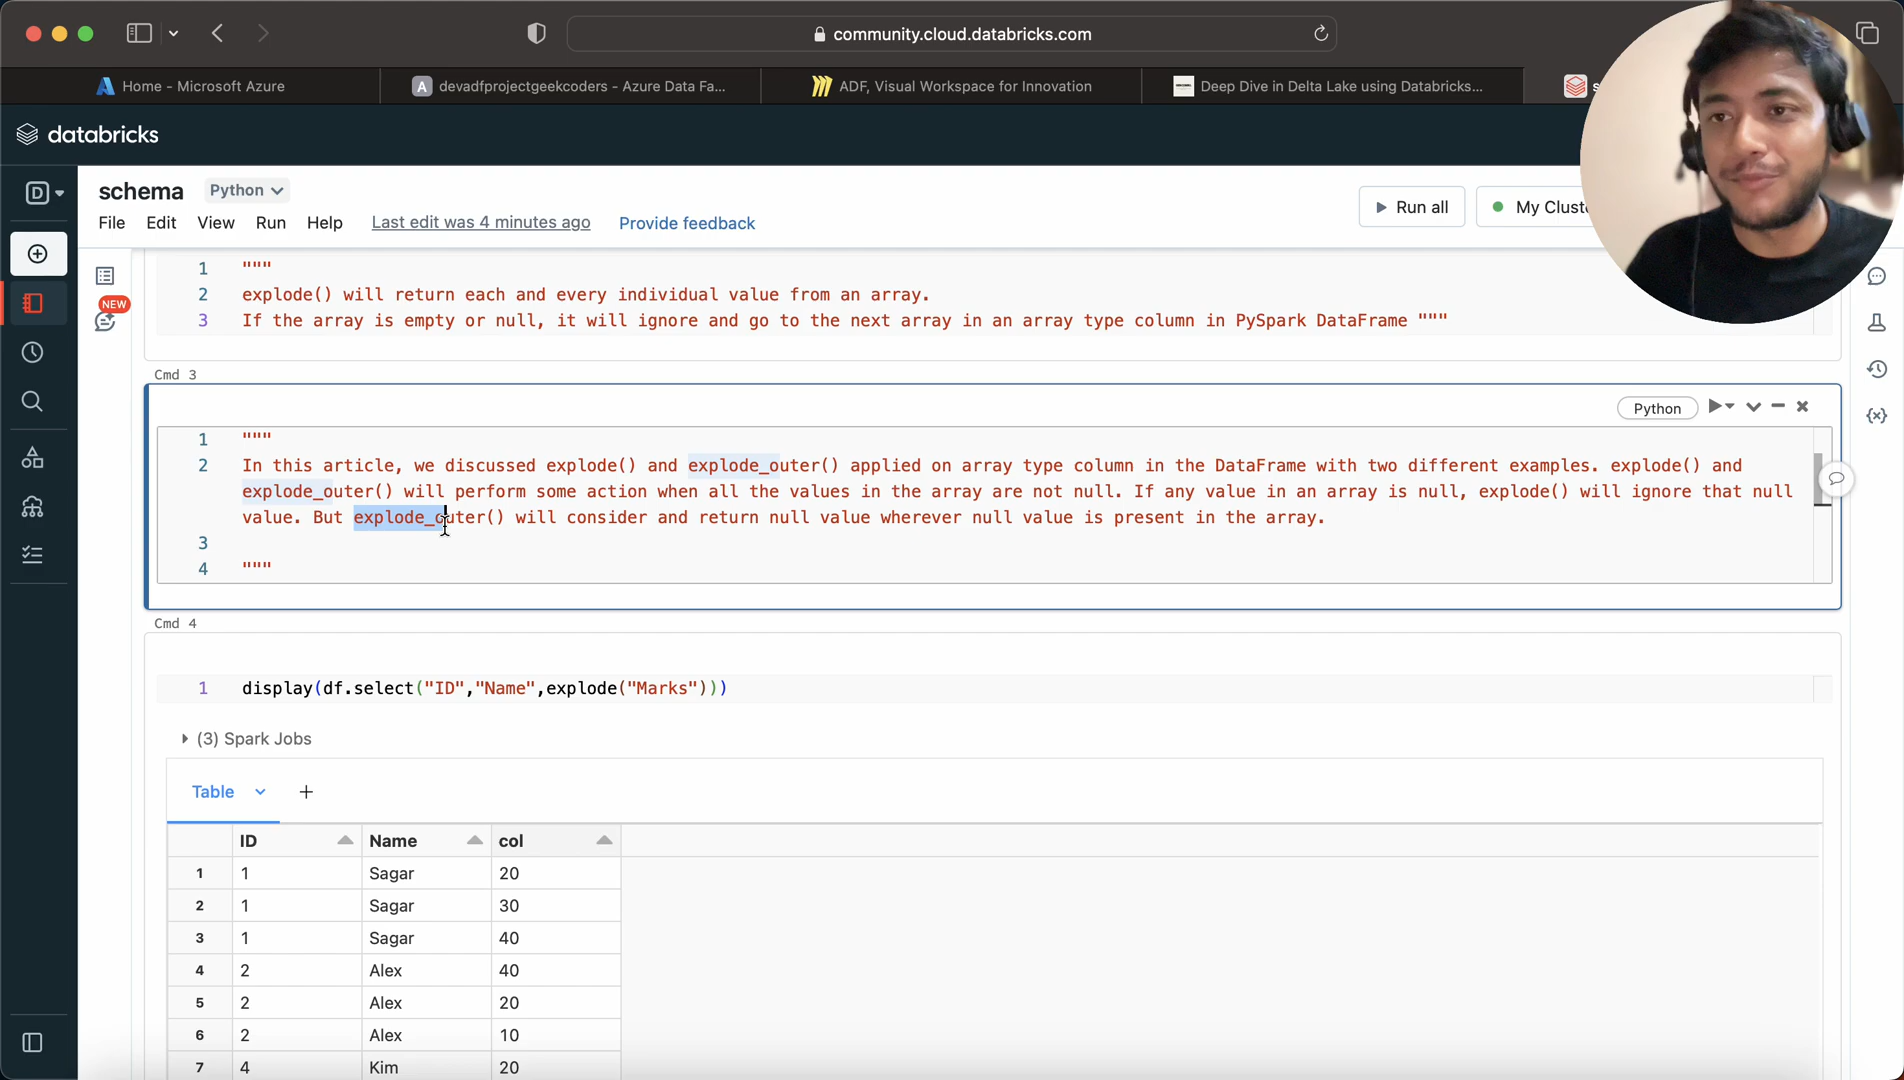 community.cloud.databricks.com
Home - Microsoft Azure
A devadfprojectgeekcoders - Azure Data Fa...
ADF, Visual Workspace for Innovation
Deep Dive in Delta Lake using Databricks...
databricks
D
schema Python
Run all
File Edit View Run Help Last edit was 4 minutes ago Provide feedback
NEW
1 """
2 explode() will return each and every individual value from an array.
3 If the array is empty or null, it will ignore and go to the next array in an array type column in PySpark DataFrame """
Cmd 3
Python
1 """
2 In this article, we discussed explode() and explode_outer() applied on array type column in the DataFrame with two different examples. explode() and
explode_outer() will perform some action when all the values in the array are not null. If any value in an array is null, explode() will ignore that null
value. But explode_outer() will consider and return null value wherever null value is present in the array.
3
4 """
Cmd 4
1 display(df.select("ID","Name",explode("Marks")))
(3) Spark Jobs
Table +
ID Name col
1 1 Sagar 20
2 1 Sagar 30
3 1 Sagar 40
4 2 Alex 40
5 2 Alex 20
6 2 Alex 10
7 4 Kim 20